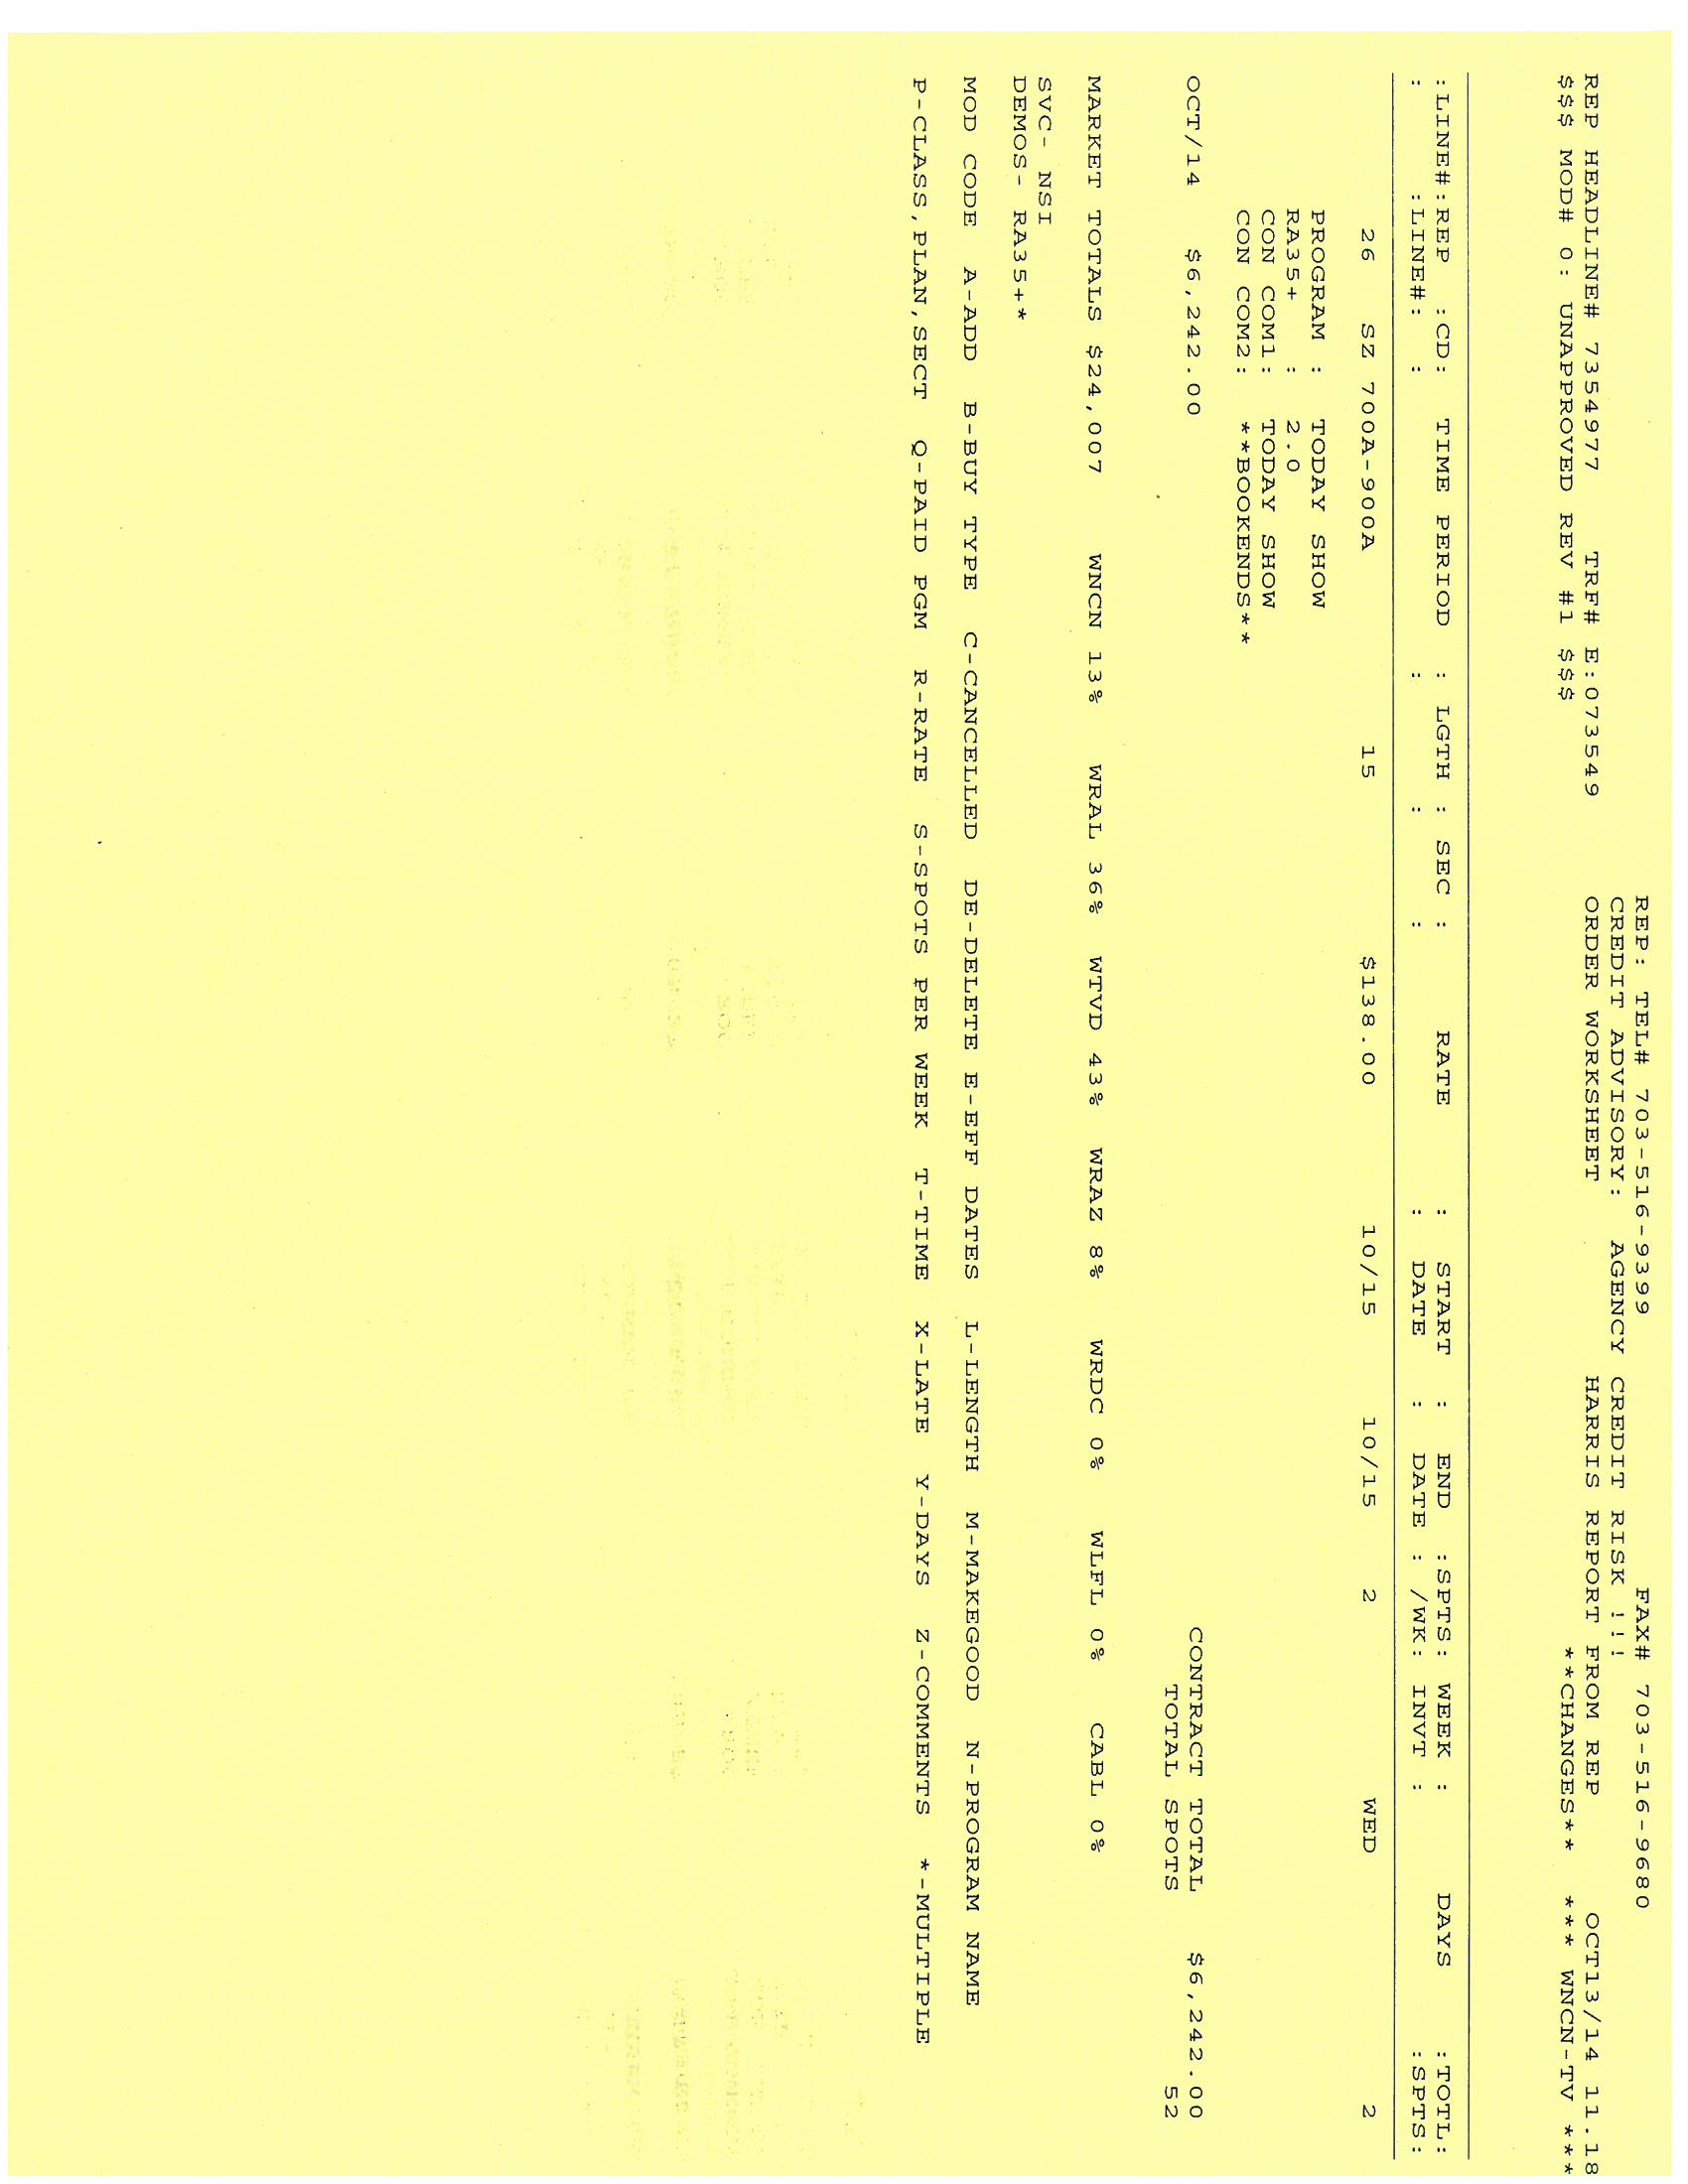 REP: TEL# 703-516-9399 FAX# 703-516-9680
CREDIT ADVISORY: AGENCY CREDIT RISK !!!
REP HEADLINE# 7354977 TRF# E:073549 ORDER WORKSHEET HARRIS REPORT FROM REP OCT13/14 11.18
$$$ MOD# 0: UNAPPROVED REV #1 $$$ **CHANGES** *** WNCN-TV ***
:LINE#:REP :CD: TIME PERIOD : LGTH : SEC : RATE : START : END :SPTS: WEEK : DAYS :TOTL:
: :LINE#: : : : : : DATE : DATE : /WK: INVT : :SPTS:
26 SZ 700A-900A 15 $138.00 10/15 10/15 2 WED 2
PROGRAM : TODAY SHOW
RA35+ : 2.0
CON COM1: TODAY SHOW
CON COM2: **BOOKENDS**
OCT/14 $6,242.00 CONTRACT TOTAL $6,242.00
TOTAL SPOTS 52
MARKET TOTALS $24,007 WNCN 13% WRAL 36% WTVD 43% WRAZ 8% WRDC 0% WLFL 0% CABL 0%
SVC- NSI
DEMOS- RA35+*
MOD CODE A-ADD B-BUY TYPE C-CANCELLED DE-DELETE E-EFF DATES L-LENGTH M-MAKEGOOD N-PROGRAM NAME
P-CLASS,PLAN,SECT Q-PAID PGM R-RATE S-SPOTS PER WEEK T-TIME X-LATE Y-DAYS Z-COMMENTS *-MULTIPLE